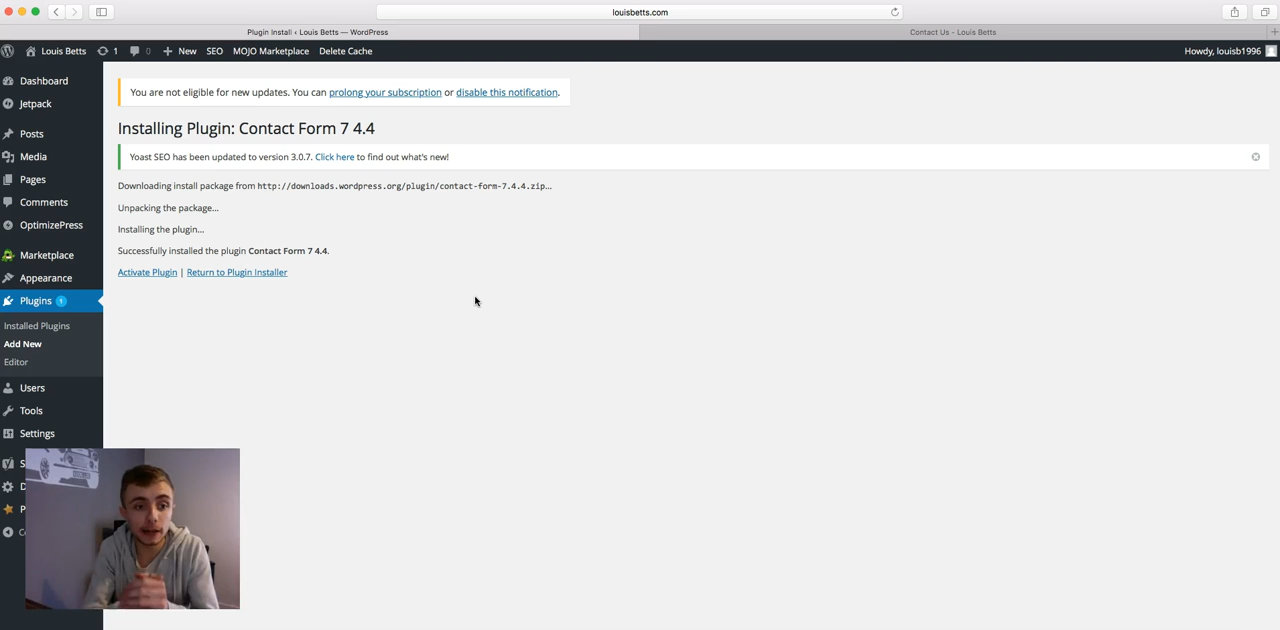 louisbetts.com
Plugin Install ‹ Louis Betts — WordPress
Contact Us - Louis Betts
Louis Betts 1 0 New SEO MOJO Marketplace Delete Cache Howdy, louisb1996
Dashboard
Jetpack
Posts
Media
Pages
Comments
OptimizePress
Marketplace
Appearance
Plugins 1
Installed Plugins
Add New
Editor
Users
Tools
Settings
S
D
P
Co
You are not eligible for new updates. You can prolong your subscription or disable this notification.
Installing Plugin: Contact Form 7 4.4
Yoast SEO has been updated to version 3.0.7. Click here to find out what's new!
Downloading install package from http://downloads.wordpress.org/plugin/contact-form-7.4.4.zip…
Unpacking the package…
Installing the plugin…
Successfully installed the plugin Contact Form 7 4.4.
Activate Plugin | Return to Plugin Installer